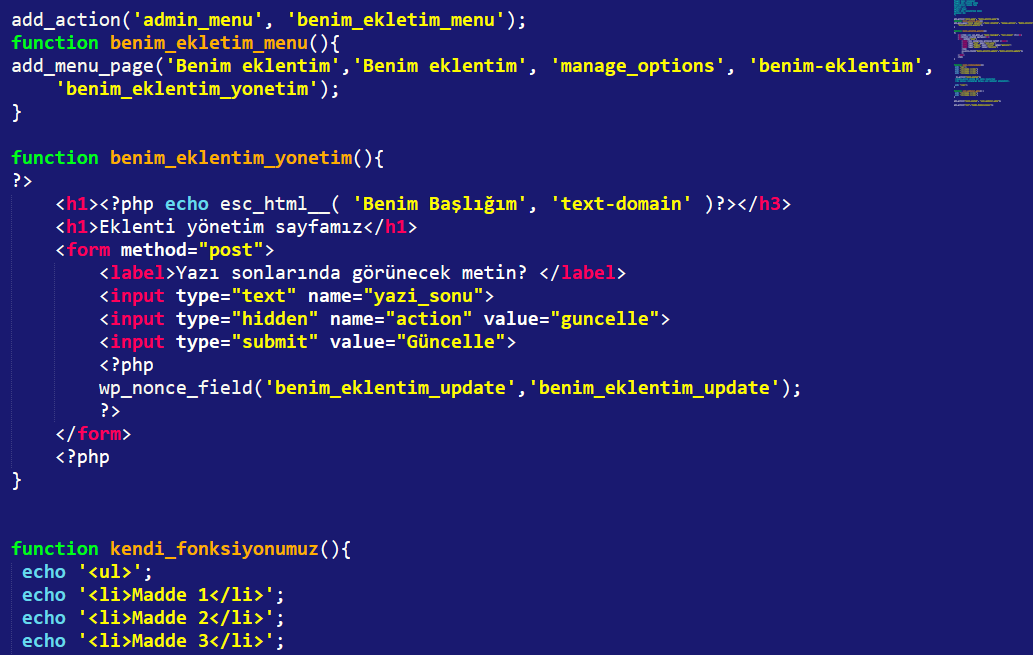 add_action('admin_menu', 'benim_ekletim_menu');
function benim_ekletim_menu(){
add_menu_page('Benim eklentim','Benim eklentim', 'manage_options', 'benim-eklentim',
'benim_eklentim_yonetim');
}
function benim_eklentim_yonetim(){
?>
<h1><?php echo esc_html__( 'Benim Başlığım', 'text-domain' )?></h3>
<h1>Eklenti yönetim sayfamız</h1>
<form method="post">
<label>Yazı sonlarında görünecek metin? </label>
<input type="text" name="yazi_sonu">
<input type="hidden" name="action" value="guncelle">
<input type="submit" value="Güncelle">
<?php
wp_nonce_field('benim_eklentim_update','benim_eklentim_update');
?>
</form>
<?php
}
function kendi_fonksiyonumuz(){
echo '<ul>';
echo '<li>Madde 1</li>';
echo '<li>Madde 2</li>';
echo '<li>Madde 3</li>';